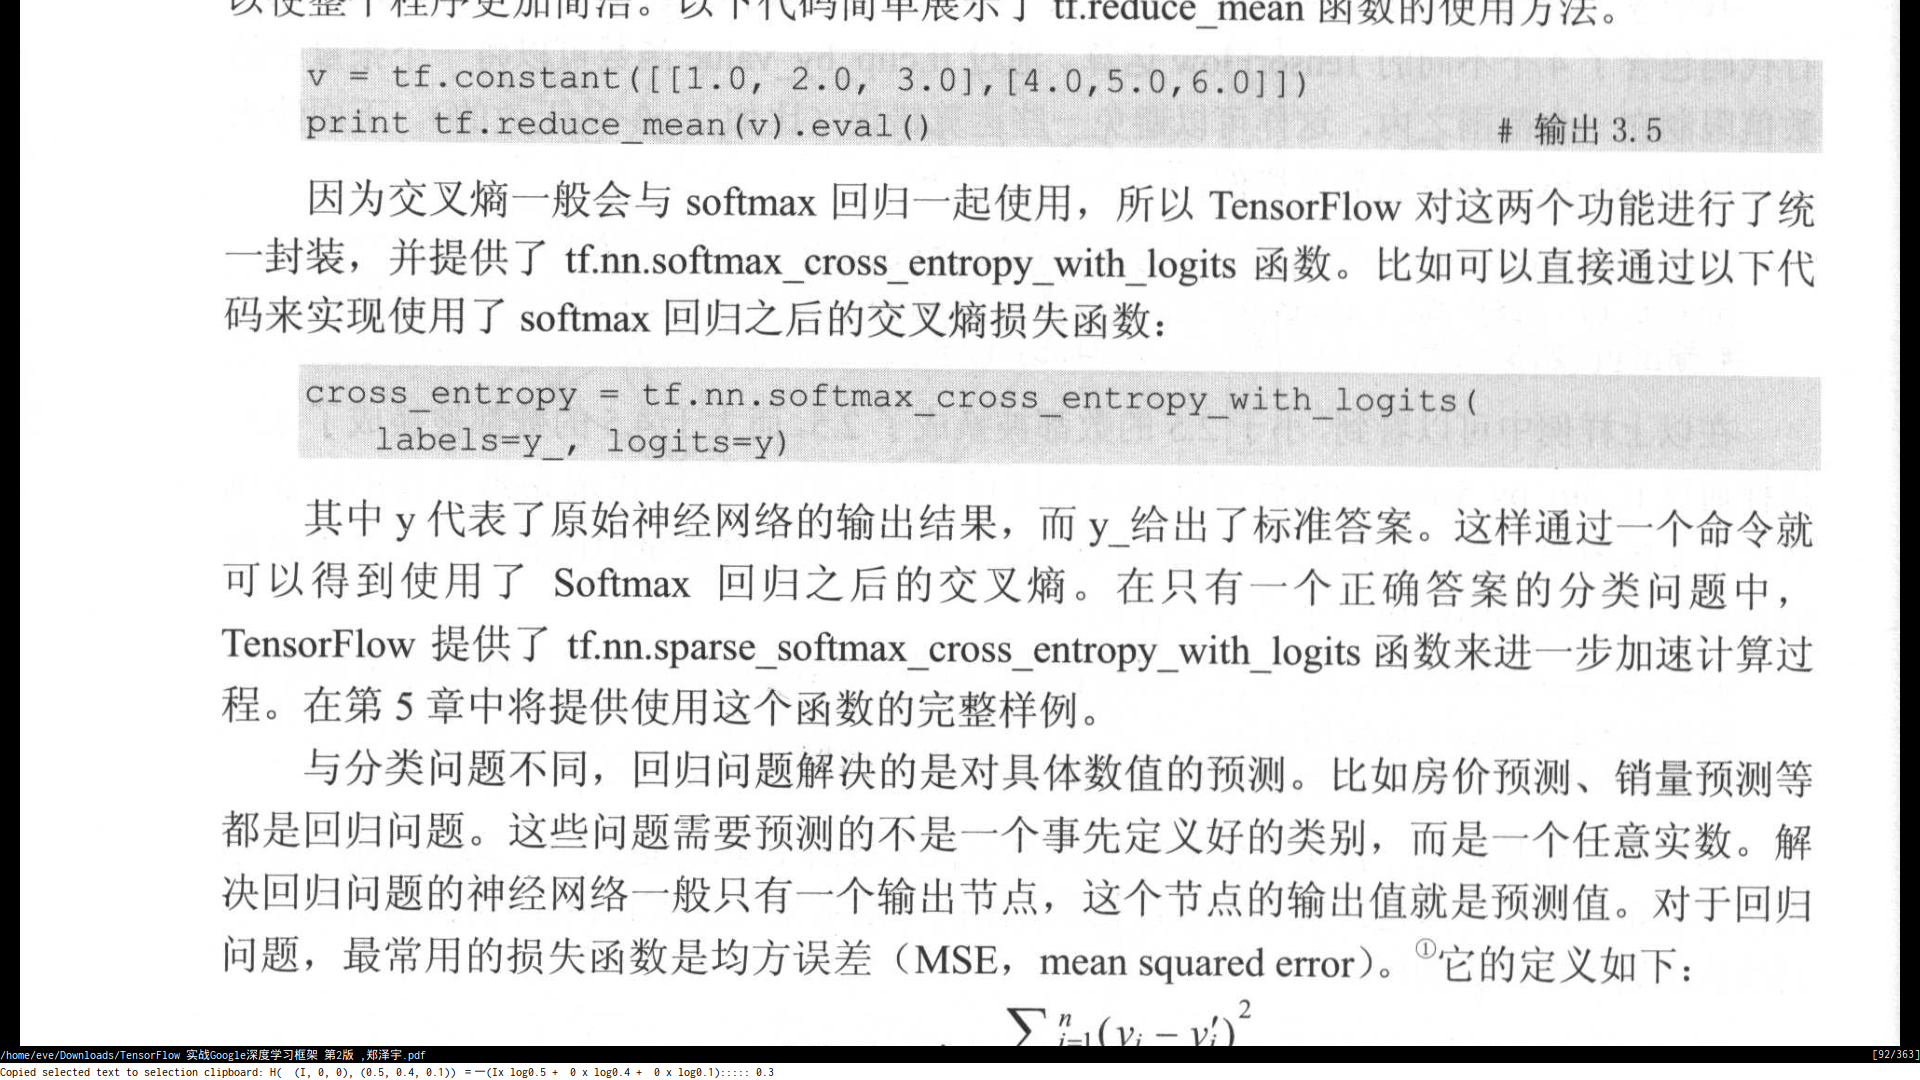 以使整个程序更加简洁。以下代码简单展示了 tf.reduce_mean 函数的使用方法。
v = tf.constant([[1.0, 2.0, 3.0],[4.0,5.0,6.0]])
print tf.reduce_mean(v).eval() # 输出 3.5
因为交叉熵一般会与 softmax 回归一起使用，所以 TensorFlow 对这两个功能进行了统
一封装，并提供了 tf.nn.softmax_cross_entropy_with_logits 函数。比如可以直接通过以下代
码来实现使用了 softmax 回归之后的交叉熵损失函数：
cross_entropy = tf.nn.softmax_cross_entropy_with_logits(
labels=y_, logits=y)
其中 y 代表了原始神经网络的输出结果，而 y_给出了标准答案。这样通过一个命令就
可以得到使用了 Softmax 回归之后的交叉熵。在只有一个正确答案的分类问题中，
TensorFlow 提供了 tf.nn.sparse_softmax_cross_entropy_with_logits 函数来进一步加速计算过
程。在第 5 章中将提供使用这个函数的完整样例。
与分类问题不同，回归问题解决的是对具体数值的预测。比如房价预测、销量预测等
都是回归问题。这些问题需要预测的不是一个事先定义好的类别，而是一个任意实数。解
决回归问题的神经网络一般只有一个输出节点，这个节点的输出值就是预测值。对于回归
问题，最常用的损失函数是均方误差（MSE，mean squared error）。①它的定义如下：
∑ⁿᵢ₌₁(yᵢ − yᵢ′)²
/home/eve/Downloads/TensorFlow 实战Google深度学习框架 第2版 ,郑泽宇.pdf [92/363]
Copied selected text to selection clipboard: H( (I, 0, 0), (0.5, 0.4, 0.1)) =一(Ix log0.5 + 0 x log0.4 + 0 x log0.1)::::: 0.3